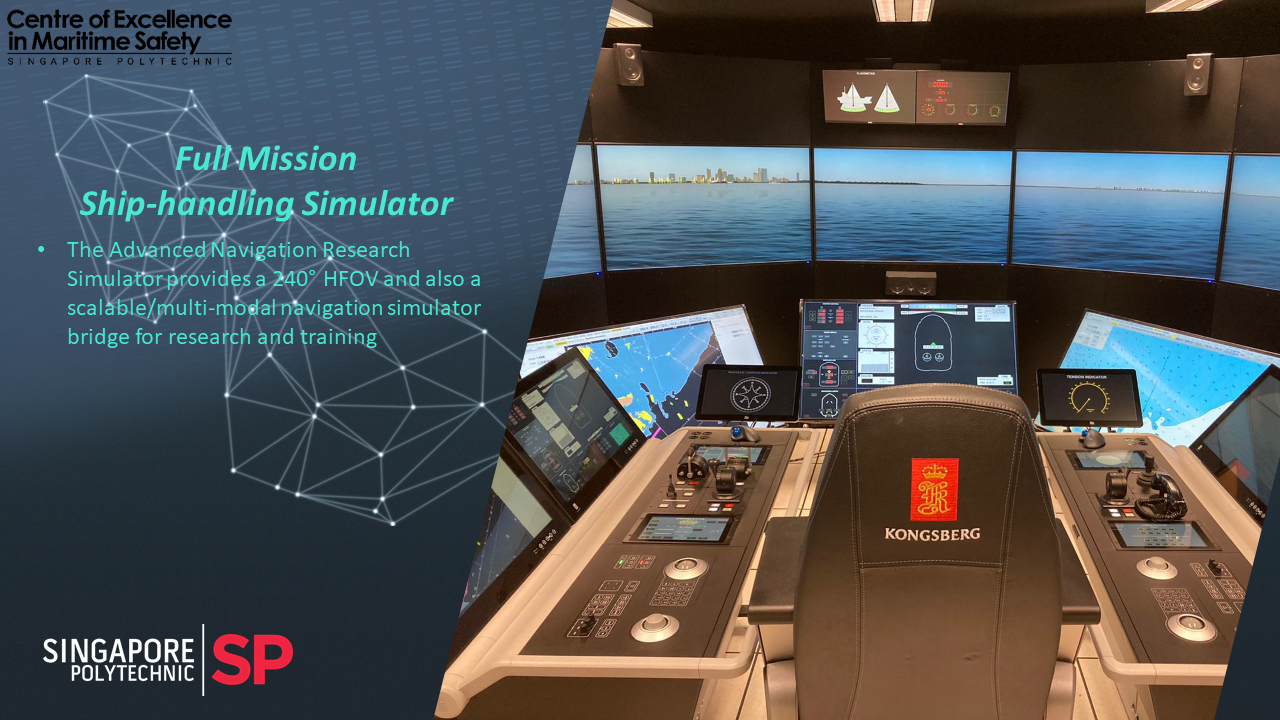 Centre of Excellence
in Maritime Safety
SINGAPORE POLYTECHNIC
Full Mission
Ship-handling Simulator
• The Advanced Navigation Research
Simulator provides a 240° HFOV and also a
scalable/multi-modal navigation simulator
bridge for research and training
TENSION INDICATOR
KONGSBERG
SINGAPORE
POLYTECHNIC
SP